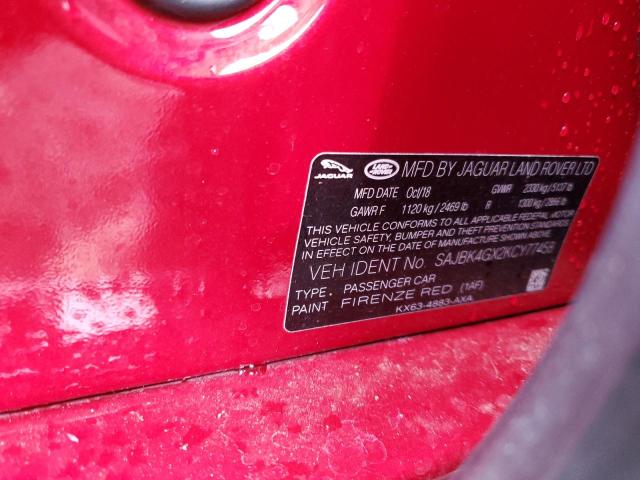 JAGUAR LAND ROVER MFD BY JAGUAR LAND ROVER LTD
MFD DATE Oct/18 GVWR 2330 kg / 5137 lb
GAWR F 1120 kg / 2469 lb R 1300 kg / 2866 lb
THIS VEHICLE CONFORMS TO ALL APPLICABLE FEDERAL MOTOR
VEHICLE SAFETY, BUMPER AND THEFT PREVENTION STANDARDS
IN EFFECT ON THE DATE OF MANUFACTURE SHOWN ABOVE.
VEH IDENT No. SAJBK4GX2KCY17459
TYPE. PASSENGER CAR
PAINT FIRENZE RED (1AF)
KX63-4883-AXA